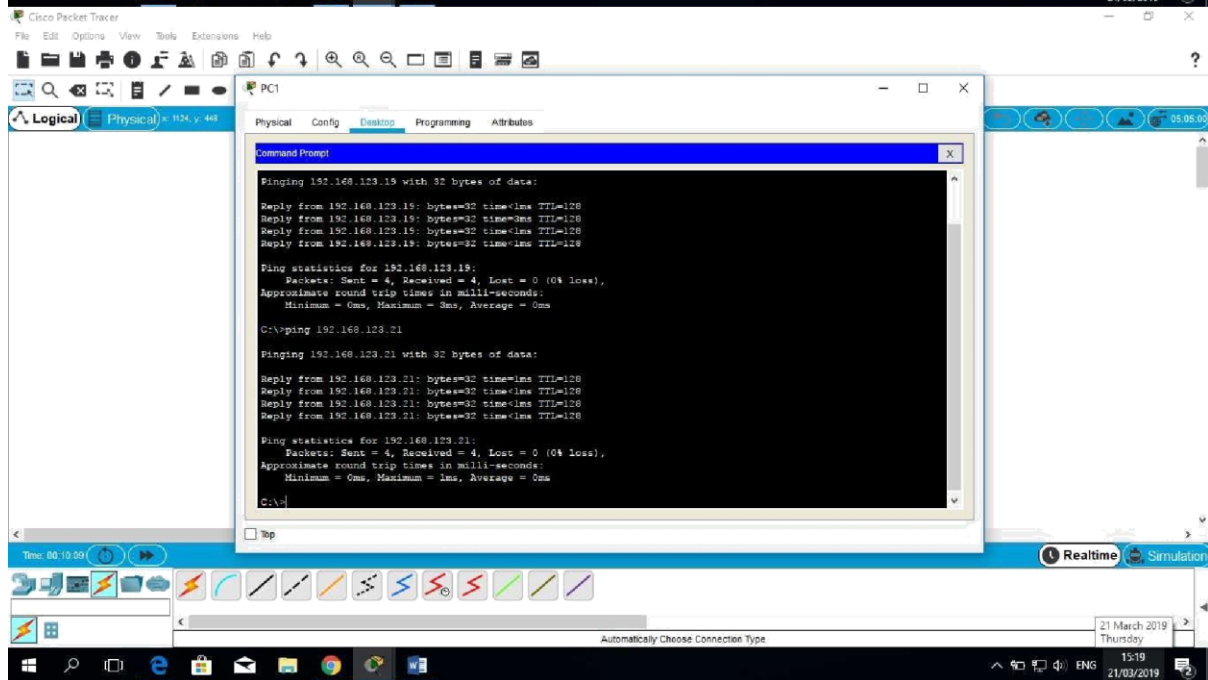 Cisco Packet Tracer
File Edit Options View Tools Extensions Help
?
PC1
Logical
Physical
x: 1124, y: 448
05:05:00
Physical Config Desktop Programming Attributes
Command Prompt
X
Pinging 192.168.123.19 with 32 bytes of data:
Reply from 192.168.123.19: bytes=32 time<1ms TTL=128
Reply from 192.168.123.19: bytes=32 time=3ms TTL=128
Reply from 192.168.123.19: bytes=32 time<1ms TTL=128
Reply from 192.168.123.19: bytes=32 time<1ms TTL=128
Ping statistics for 192.168.123.19:
Packets: Sent = 4, Received = 4, Lost = 0 (0% loss),
Approximate round trip times in milli-seconds:
Minimum = 0ms, Maximum = 3ms, Average = 0ms
C:\>ping 192.168.123.21
Pinging 192.168.123.21 with 32 bytes of data:
Reply from 192.168.123.21: bytes=32 time=1ms TTL=128
Reply from 192.168.123.21: bytes=32 time<1ms TTL=128
Reply from 192.168.123.21: bytes=32 time<1ms TTL=128
Reply from 192.168.123.21: bytes=32 time<1ms TTL=128
Ping statistics for 192.168.123.21:
Packets: Sent = 4, Received = 4, Lost = 0 (0% loss),
Approximate round trip times in milli-seconds:
Minimum = 0ms, Maximum = 1ms, Average = 0ms
C:\>
Top
Time: 00:10:09
Realtime
Simulation
Automatically Choose Connection Type
21 March 2019
Thursday
ENG
15:19
21/03/2019